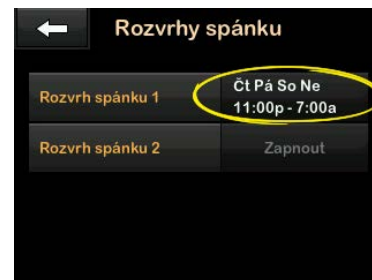 Rozvrhy spánku
Rozvrh spánku 1
Čt Pá So Ne
11:00p - 7:00a
Rozvrh spánku 2
Zapnout